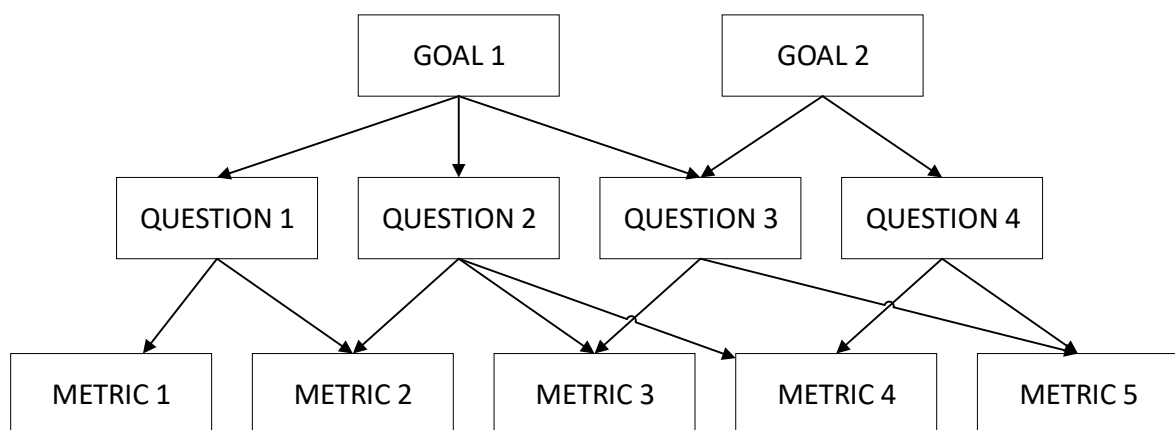 GOAL 1
GOAL 2
QUESTION 1
QUESTION 2
QUESTION 3
QUESTION 4
METRIC 1
METRIC 2
METRIC 3
METRIC 4
METRIC 5